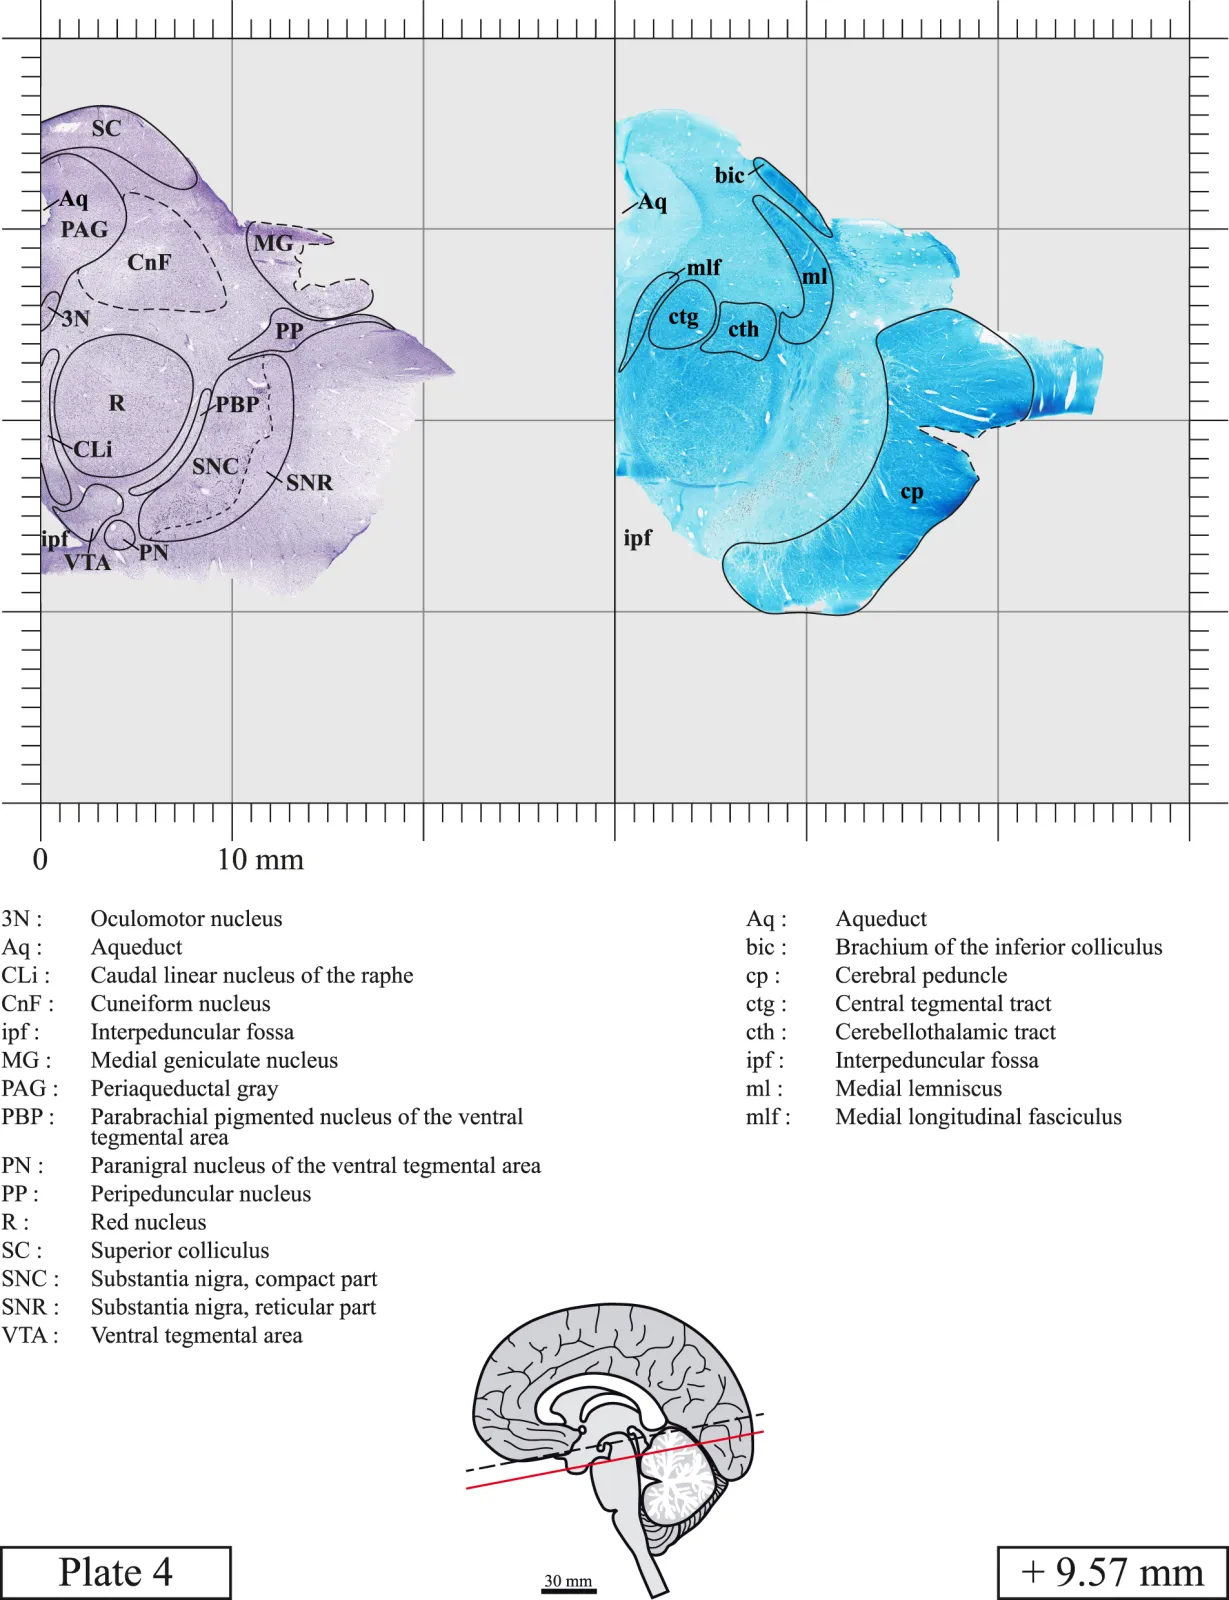 SC
Aq
PAG
MG
CnF
3N
PP
R
PBP
CLi
SNC
SNR
ipf
VTA
PN
bic
Aq
mlf
ml
ctg
cth
cp
ipf
0
10 mm
3N : Oculomotor nucleus
Aq : Aqueduct
CLi : Caudal linear nucleus of the raphe
CnF : Cuneiform nucleus
ipf : Interpeduncular fossa
MG : Medial geniculate nucleus
PAG : Periaqueductal gray
PBP : Parabrachial pigmented nucleus of the ventral
tegmental area
PN : Paranigral nucleus of the ventral tegmental area
PP : Peripeduncular nucleus
R : Red nucleus
SC : Superior colliculus
SNC : Substantia nigra, compact part
SNR : Substantia nigra, reticular part
VTA : Ventral tegmental area
Aq : Aqueduct
bic : Brachium of the inferior colliculus
cp : Cerebral peduncle
ctg : Central tegmental tract
cth : Cerebellothalamic tract
ipf : Interpeduncular fossa
ml : Medial lemniscus
mlf : Medial longitudinal fasciculus
30 mm
Plate 4
+ 9.57 mm